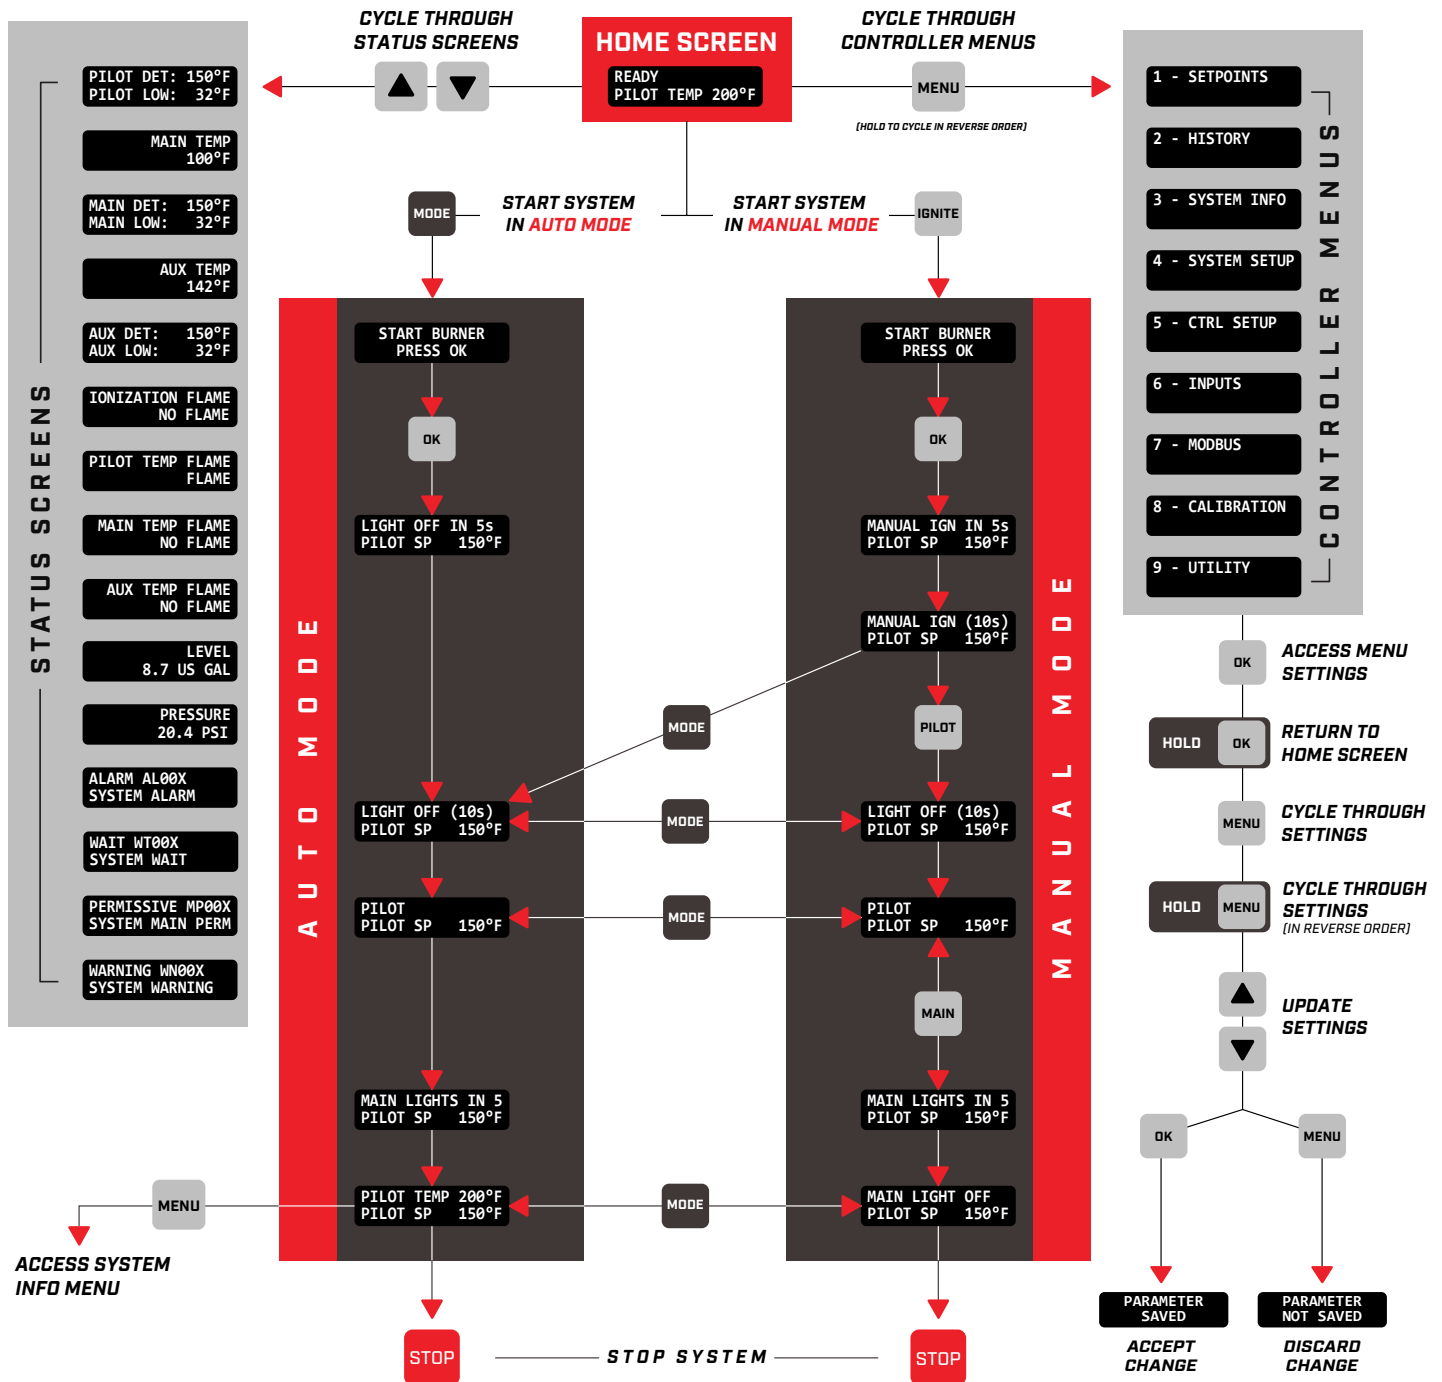 CYCLE THROUGH
STATUS SCREENS
HOME SCREEN
READY
PILOT TEMP 200°F
CYCLE THROUGH
CONTROLLER MENUS
MENU
(HOLD TO CYCLE IN REVERSE ORDER)
STATUS SCREENS
PILOT DET: 150°F
PILOT LOW: 32°F
MAIN TEMP
100°F
MAIN DET: 150°F
MAIN LOW: 32°F
AUX TEMP
142°F
AUX DET: 150°F
AUX LOW: 32°F
IONIZATION FLAME
NO FLAME
PILOT TEMP FLAME
FLAME
MAIN TEMP FLAME
NO FLAME
AUX TEMP FLAME
NO FLAME
LEVEL
8.7 US GAL
PRESSURE
20.4 PSI
ALARM AL00X
SYSTEM ALARM
WAIT WT00X
SYSTEM WAIT
PERMISSIVE MP00X
SYSTEM MAIN PERM
WARNING WN00X
SYSTEM WARNING
MODE
START SYSTEM
IN AUTO MODE
START SYSTEM
IN MANUAL MODE
IGNITE
AUTO MODE
START BURNER
PRESS OK
OK
LIGHT OFF IN 5s
PILOT SP 150°F
LIGHT OFF (10s)
PILOT SP 150°F
PILOT
PILOT SP 150°F
MAIN LIGHTS IN 5
PILOT SP 150°F
PILOT TEMP 200°F
PILOT SP 150°F
MODE
MODE
MODE
MODE
MANUAL MODE
START BURNER
PRESS OK
OK
MANUAL IGN IN 5s
PILOT SP 150°F
MANUAL IGN (10s)
PILOT SP 150°F
PILOT
LIGHT OFF (10s)
PILOT SP 150°F
PILOT
PILOT SP 150°F
MAIN
MAIN LIGHTS IN 5
PILOT SP 150°F
MAIN LIGHT OFF
PILOT SP 150°F
MENU
ACCESS SYSTEM
INFO MENU
STOP
STOP SYSTEM
STOP
CONTROLLER MENUS
1 - SETPOINTS
2 - HISTORY
3 - SYSTEM INFO
4 - SYSTEM SETUP
5 - CTRL SETUP
6 - INPUTS
7 - MODBUS
8 - CALIBRATION
9 - UTILITY
OK
ACCESS MENU
SETTINGS
HOLD OK
RETURN TO
HOME SCREEN
MENU
CYCLE THROUGH
SETTINGS
HOLD MENU
CYCLE THROUGH
SETTINGS
(IN REVERSE ORDER)
UPDATE
SETTINGS
OK
MENU
PARAMETER
SAVED
ACCEPT
CHANGE
PARAMETER
NOT SAVED
DISCARD
CHANGE